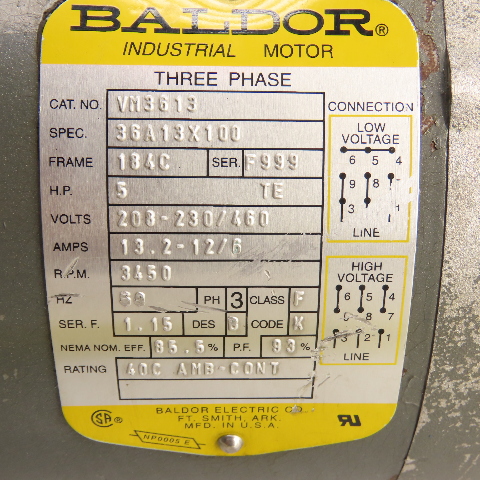 BALDOR®
INDUSTRIAL MOTOR
THREE PHASE
CAT. NO. VM3613
SPEC. 36A13X100
FRAME 184C SER. F999
H.P. 5 TE
VOLTS 208-230/460
AMPS 13.2-12/6
R.P.M. 3450
HZ 60 PH 3 CLASS F
SER. F. 1.15 DES CODE K
NEMA NOM. EFF. 85.5% P.F. 93%
RATING 40C AMB-CONT
CONNECTION
LOW
VOLTAGE
6 5 4
9 8 7
3 2 1
LINE
HIGH
VOLTAGE
6 5 4
9 8 7
3 2 1
LINE
BALDOR ELECTRIC CO.
FT. SMITH, ARK.
MFD. IN U.S.A.
SA
NP0005 E